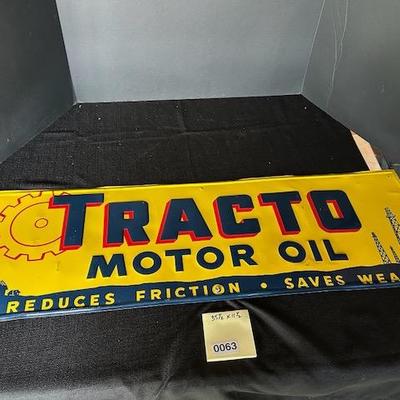 TRACTO
MOTOR OIL
REDUCES FRICTION • SAVES WEA
0063